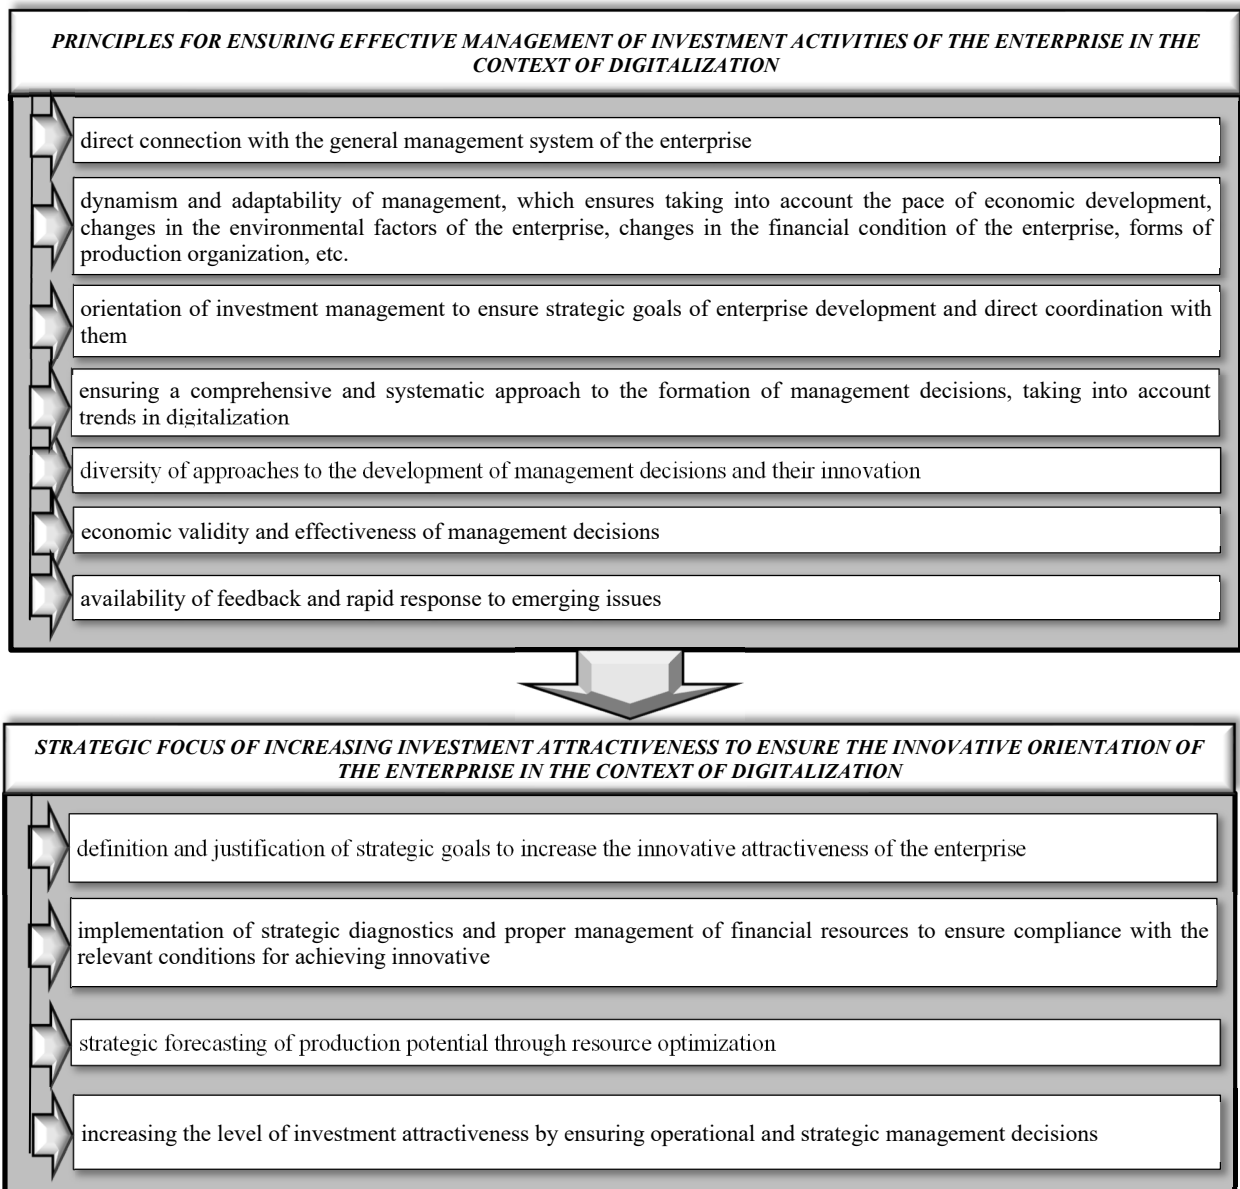 PRINCIPLES FOR ENSURING EFFECTIVE MANAGEMENT OF INVESTMENT ACTIVITIES OF THE ENTERPRISE IN THE
CONTEXT OF DIGITALIZATION
direct connection with the general management system of the enterprise
dynamism and adaptability of management, which ensures taking into account the pace of economic development,
changes in the environmental factors of the enterprise, changes in the financial condition of the enterprise, forms of
production organization, etc.
orientation of investment management to ensure strategic goals of enterprise development and direct coordination with
them
ensuring a comprehensive and systematic approach to the formation of management decisions, taking into account
trends in digitalization
diversity of approaches to the development of management decisions and their innovation
economic validity and effectiveness of management decisions
availability of feedback and rapid response to emerging issues
STRATEGIC FOCUS OF INCREASING INVESTMENT ATTRACTIVENESS TO ENSURE THE INNOVATIVE ORIENTATION OF
THE ENTERPRISE IN THE CONTEXT OF DIGITALIZATION
definition and justification of strategic goals to increase the innovative attractiveness of the enterprise
implementation of strategic diagnostics and proper management of financial resources to ensure compliance with the
relevant conditions for achieving innovative
strategic forecasting of production potential through resource optimization
increasing the level of investment attractiveness by ensuring operational and strategic management decisions